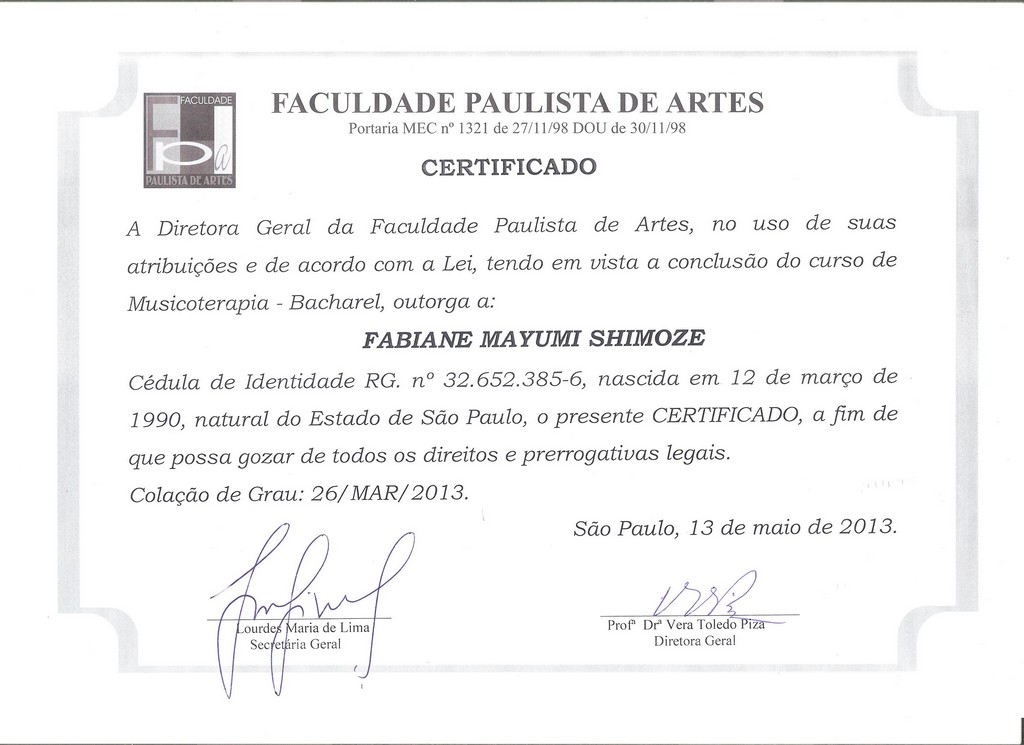 FACULDADE
PAULISTA DE ARTES
FACULDADE PAULISTA DE ARTES
Portaria MEC nº 1321 de 27/11/98 DOU de 30/11/98
CERTIFICADO
A Diretora Geral da Faculdade Paulista de Artes, no uso de suas
atribuições e de acordo com a Lei, tendo em vista a conclusão do curso de
Musicoterapia - Bacharel, outorga a:
FABIANE MAYUMI SHIMOZE
Cédula de Identidade RG. nº 32.652.385-6, nascida em 12 de março de
1990, natural do Estado de São Paulo, o presente CERTIFICADO, a fim de
que possa gozar de todos os direitos e prerrogativas legais.
Colação de Grau: 26/MAR/2013.
São Paulo, 13 de maio de 2013.
Lourdes Maria de Lima
Secretária Geral
Profª Drª Vera Toledo Piza
Diretora Geral